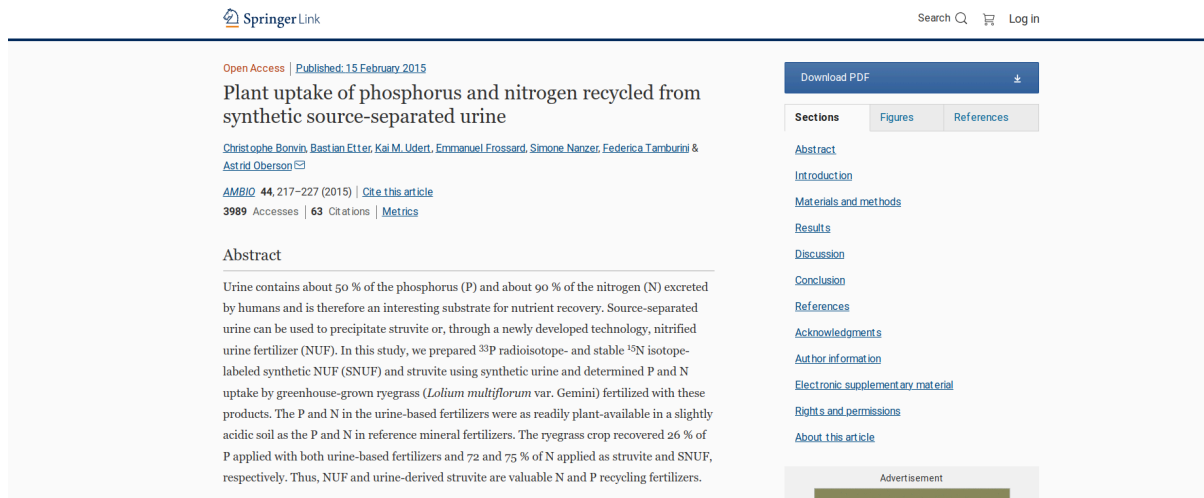 Springer Link
Search
Log in
Open Access | Published: 15 February 2015
Plant uptake of phosphorus and nitrogen recycled from
synthetic source-separated urine
Christophe Bonvin, Bastian Etter, Kai M. Udert, Emmanuel Frossard, Simone Nanzer, Federica Tamburini &
Astrid Oberson
AMBIO 44, 217–227 (2015) | Cite this article
3989 Accesses | 63 Citations | Metrics
Abstract
Urine contains about 50 % of the phosphorus (P) and about 90 % of the nitrogen (N) excreted
by humans and is therefore an interesting substrate for nutrient recovery. Source-separated
urine can be used to precipitate struvite or, through a newly developed technology, nitrified
urine fertilizer (NUF). In this study, we prepared ³³P radioisotope- and stable ¹⁵N isotope-
labeled synthetic NUF (SNUF) and struvite using synthetic urine and determined P and N
uptake by greenhouse-grown ryegrass (Lolium multiflorum var. Gemini) fertilized with these
products. The P and N in the urine-based fertilizers were as readily plant-available in a slightly
acidic soil as the P and N in reference mineral fertilizers. The ryegrass crop recovered 26 % of
P applied with both urine-based fertilizers and 72 and 75 % of N applied as struvite and SNUF,
respectively. Thus, NUF and urine-derived struvite are valuable N and P recycling fertilizers.
Download PDF
Sections Figures References
Abstract
Introduction
Materials and methods
Results
Discussion
Conclusion
References
Acknowledgments
Author information
Electronic supplementary material
Rights and permissions
About this article
Advertisement